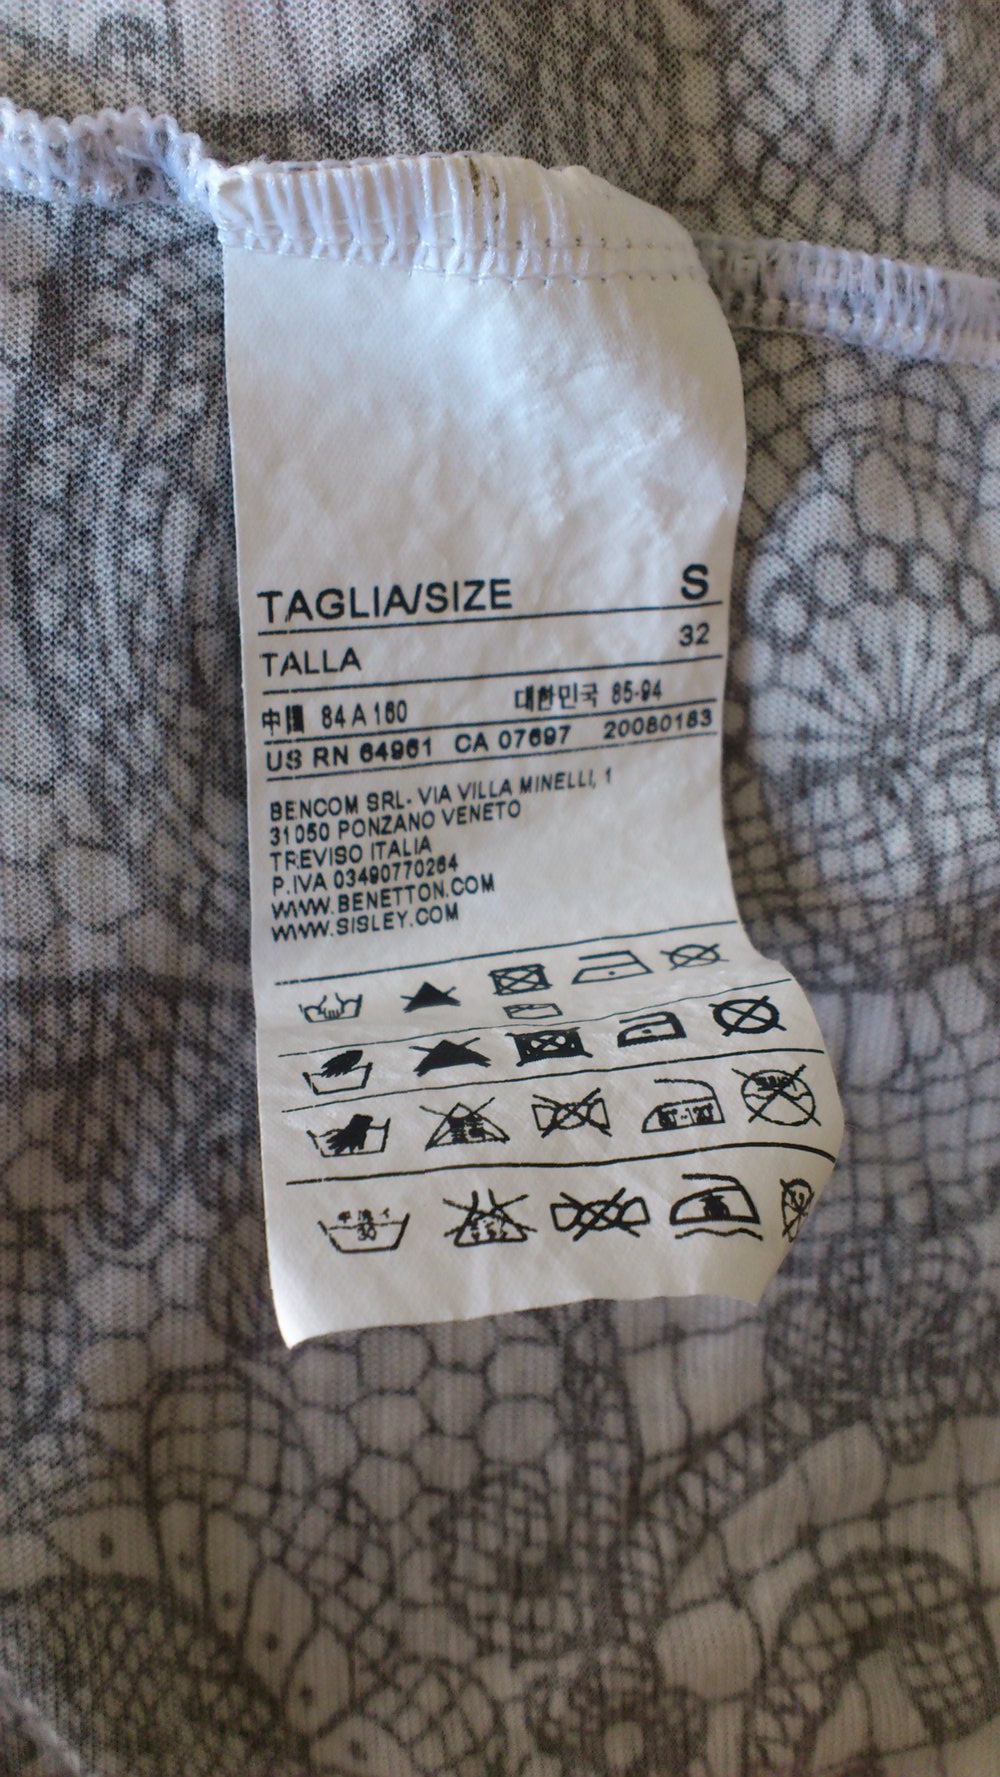 TAGLIA/SIZE S
TALLA 32
中國 84 A 160 대한민국 85-94
US RN 64961 CA 07697 20080183
BENCOM SRL- VIA VILLA MINELLI, 1
31050 PONZANO VENETO
TREVISO ITALIA
P.IVA 03490770264
WWW.BENETTON.COM
WWW.SISLEY.COM
30